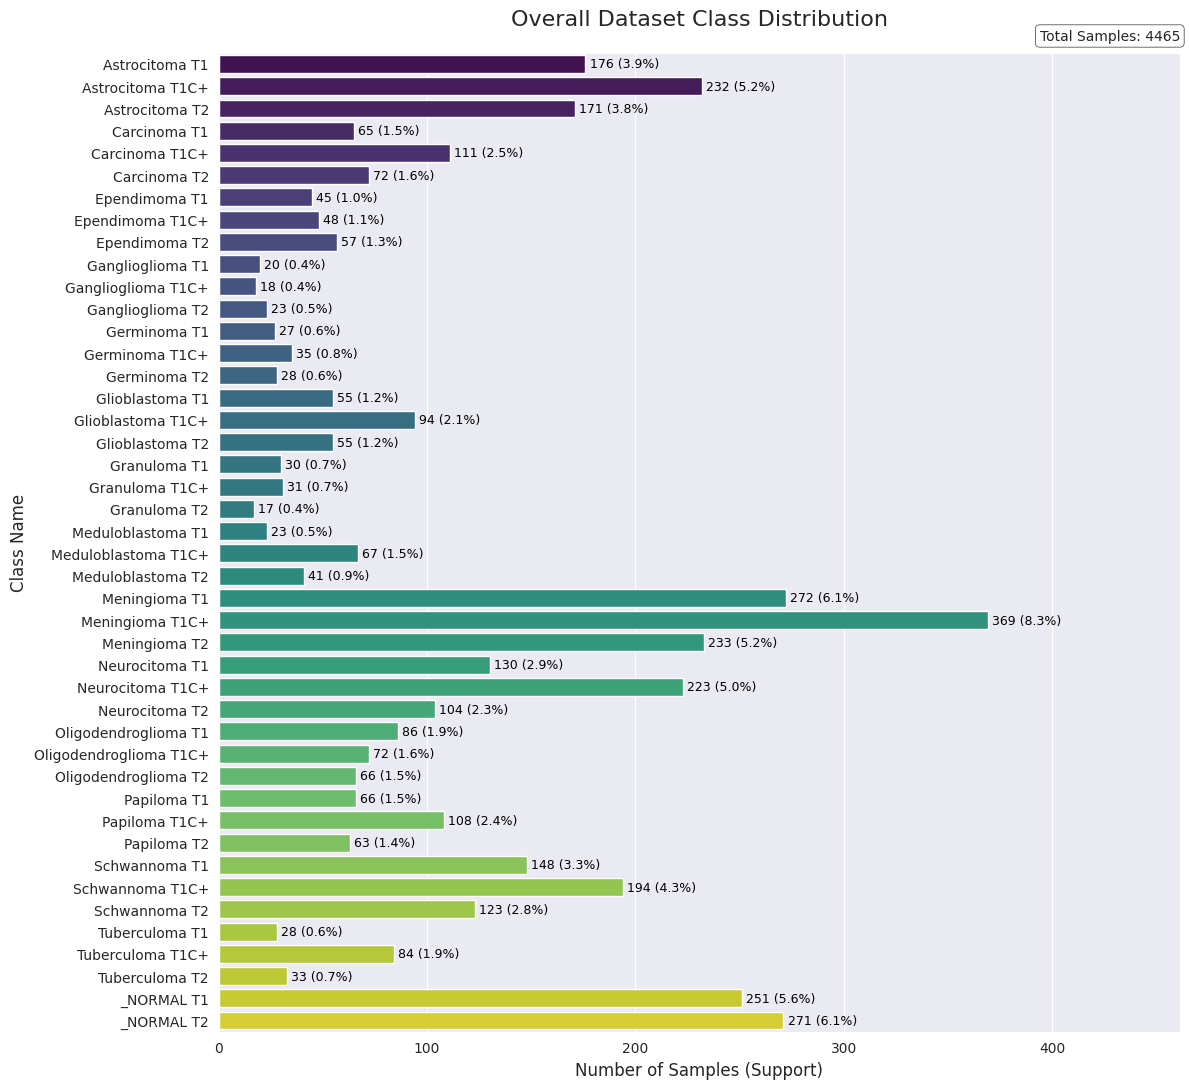 Overall Dataset Class Distribution
Total Samples: 4465
Class Name
Astrocitoma T1 176 (3.9%)
Astrocitoma T1C+ 232 (5.2%)
Astrocitoma T2 171 (3.8%)
Carcinoma T1 65 (1.5%)
Carcinoma T1C+ 111 (2.5%)
Carcinoma T2 72 (1.6%)
Ependimoma T1 45 (1.0%)
Ependimoma T1C+ 48 (1.1%)
Ependimoma T2 57 (1.3%)
Ganglioglioma T1 20 (0.4%)
Ganglioglioma T1C+ 18 (0.4%)
Ganglioglioma T2 23 (0.5%)
Germinoma T1 27 (0.6%)
Germinoma T1C+ 35 (0.8%)
Germinoma T2 28 (0.6%)
Glioblastoma T1 55 (1.2%)
Glioblastoma T1C+ 94 (2.1%)
Glioblastoma T2 55 (1.2%)
Granuloma T1 30 (0.7%)
Granuloma T1C+ 31 (0.7%)
Granuloma T2 17 (0.4%)
Meduloblastoma T1 23 (0.5%)
Meduloblastoma T1C+ 67 (1.5%)
Meduloblastoma T2 41 (0.9%)
Meningioma T1 272 (6.1%)
Meningioma T1C+ 369 (8.3%)
Meningioma T2 233 (5.2%)
Neurocitoma T1 130 (2.9%)
Neurocitoma T1C+ 223 (5.0%)
Neurocitoma T2 104 (2.3%)
Oligodendroglioma T1 86 (1.9%)
Oligodendroglioma T1C+ 72 (1.6%)
Oligodendroglioma T2 66 (1.5%)
Papiloma T1 66 (1.5%)
Papiloma T1C+ 108 (2.4%)
Papiloma T2 63 (1.4%)
Schwannoma T1 148 (3.3%)
Schwannoma T1C+ 194 (4.3%)
Schwannoma T2 123 (2.8%)
Tuberculoma T1 28 (0.6%)
Tuberculoma T1C+ 84 (1.9%)
Tuberculoma T2 33 (0.7%)
_NORMAL T1 251 (5.6%)
_NORMAL T2 271 (6.1%)
0 100 200 300 400
Number of Samples (Support)